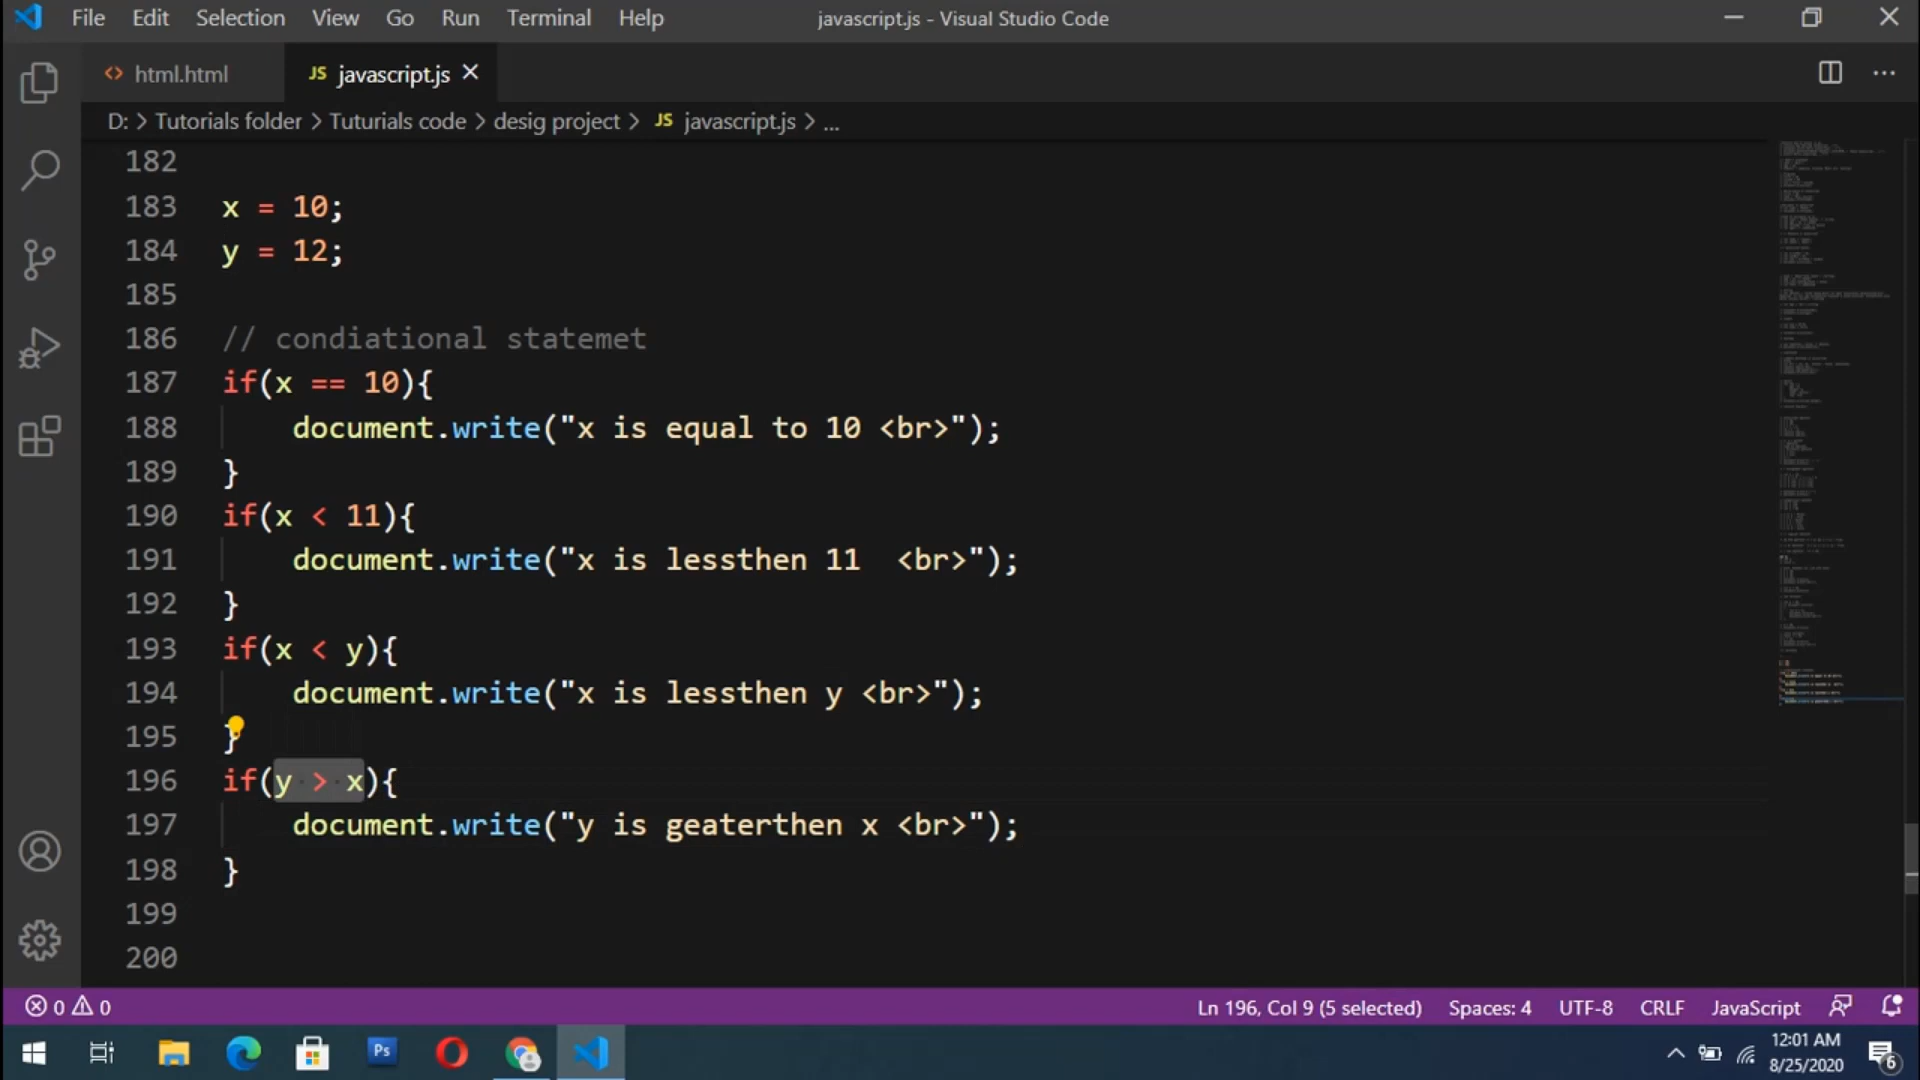 File Edit Selection View Go Run Terminal Help javascript.js - Visual Studio Code
html.html JS javascript.js
D: > Tutorials folder > Tuturials code > desig project > JS javascript.js > ...
182
183 x = 10;
184 y = 12;
185
186 // condiational statemet
187 if(x == 10){
188 document.write("x is equal to 10 <br>");
189 }
190 if(x < 11){
191 document.write("x is lessthen 11  <br>");
192 }
193 if(x < y){
194 document.write("x is lessthen y <br>");
195 }
196 if(y > x){
197 document.write("y is geaterthen x <br>");
198 }
199
200
0 0 Ln 196, Col 9 (5 selected) Spaces: 4 UTF-8 CRLF JavaScript
Ps 12:01 AM
8/25/2020 6